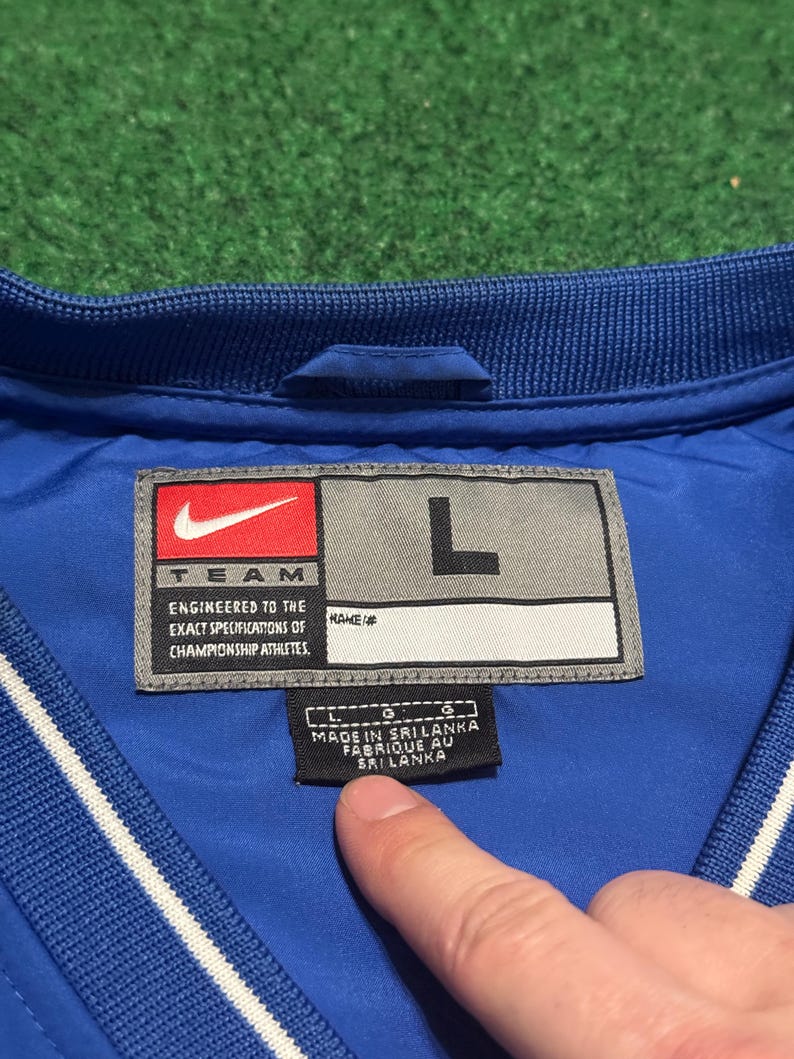 TEAM
ENGINEERED TO THE
EXACT SPECIFICATIONS OF
CHAMPIONSHIP ATHLETES.
L
NAME/#
L G G
MADE IN SRI LANKA
FABRIQUE AU
SRI LANKA